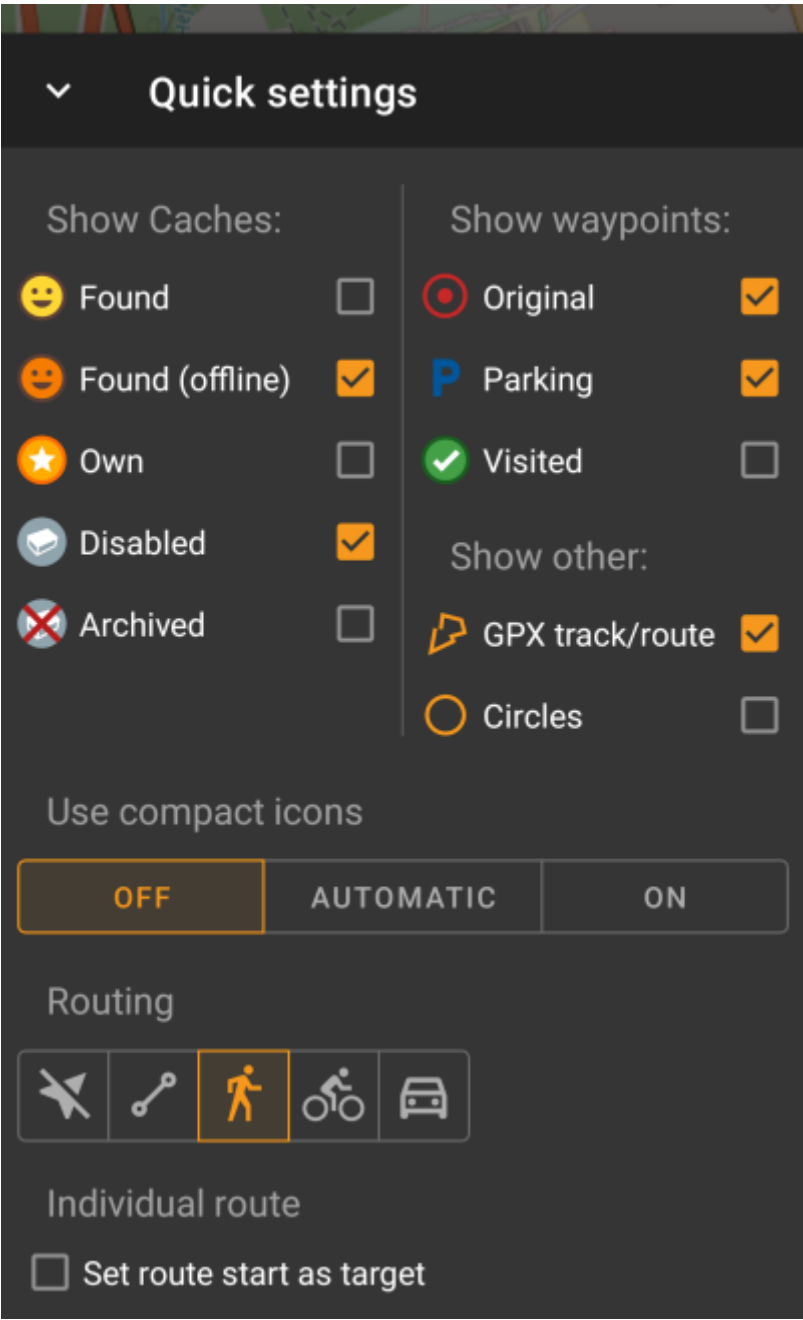 Quick settings
Show Caches:
Found
Found (offline)
Own
Disabled
Archived
Show waypoints:
Original
Parking
Visited
Show other:
GPX track/route
Circles
Use compact icons
OFF AUTOMATIC ON
Routing
Individual route
Set route start as target